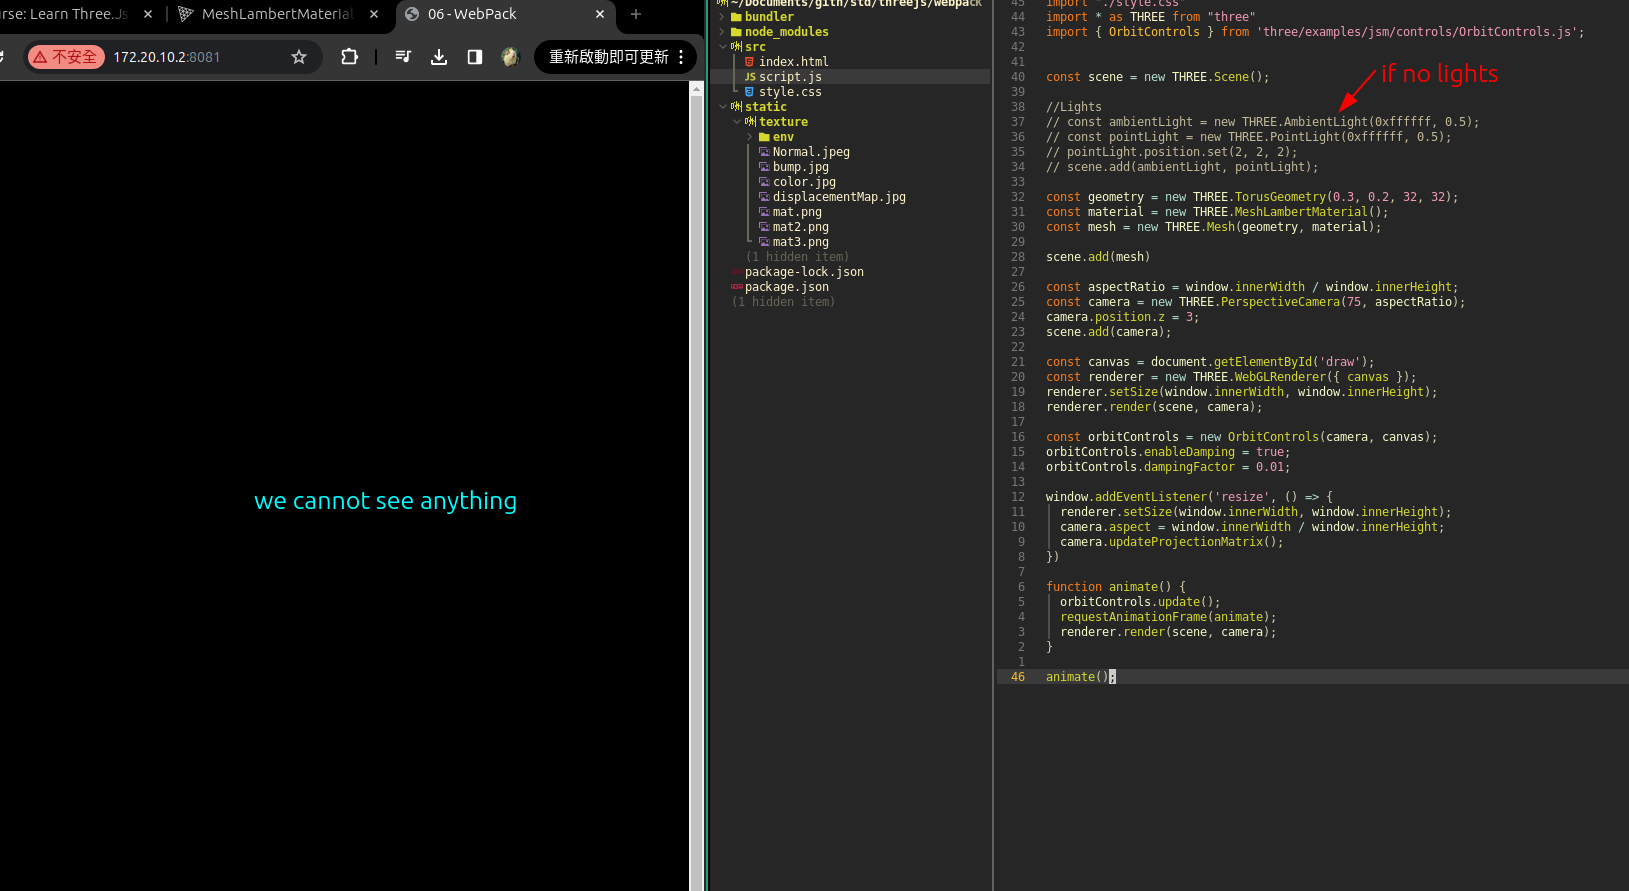 urse: Learn Three.Js
MeshLambertMaterial
06 - WebPack
不安全
172.20.10.2:8081
重新啟動即可更新
we cannot see anything
~/Documents/gith/std/threejs/webpack
bundler
node_modules
src
index.html
JS script.js
style.css
static
texture
env
Normal.jpeg
bump.jpg
color.jpg
displacementMap.jpg
mat.png
mat2.png
mat3.png
(1 hidden item)
package-lock.json
package.json
(1 hidden item)
45 import "./style.css"
44 import * as THREE from "three"
43 import { OrbitControls } from 'three/examples/jsm/controls/OrbitControls.js';
42
41
if no lights
40 const scene = new THREE.Scene();
39
38 //Lights
37 // const ambientLight = new THREE.AmbientLight(0xffffff, 0.5);
36 // const pointLight = new THREE.PointLight(0xffffff, 0.5);
35 // pointLight.position.set(2, 2, 2);
34 // scene.add(ambientLight, pointLight);
33
32 const geometry = new THREE.TorusGeometry(0.3, 0.2, 32, 32);
31 const material = new THREE.MeshLambertMaterial();
30 const mesh = new THREE.Mesh(geometry, material);
29
28 scene.add(mesh)
27
26 const aspectRatio = window.innerWidth / window.innerHeight;
25 const camera = new THREE.PerspectiveCamera(75, aspectRatio);
24 camera.position.z = 3;
23 scene.add(camera);
22
21 const canvas = document.getElementById('draw');
20 const renderer = new THREE.WebGLRenderer({ canvas });
19 renderer.setSize(window.innerWidth, window.innerHeight);
18 renderer.render(scene, camera);
17
16 const orbitControls = new OrbitControls(camera, canvas);
15 orbitControls.enableDamping = true;
14 orbitControls.dampingFactor = 0.01;
13
12 window.addEventListener('resize', () => {
11 renderer.setSize(window.innerWidth, window.innerHeight);
10 camera.aspect = window.innerWidth / window.innerHeight;
9 camera.updateProjectionMatrix();
8 })
7
6 function animate() {
5 orbitControls.update();
4 requestAnimationFrame(animate);
3 renderer.render(scene, camera);
2 }
1
46 animate();